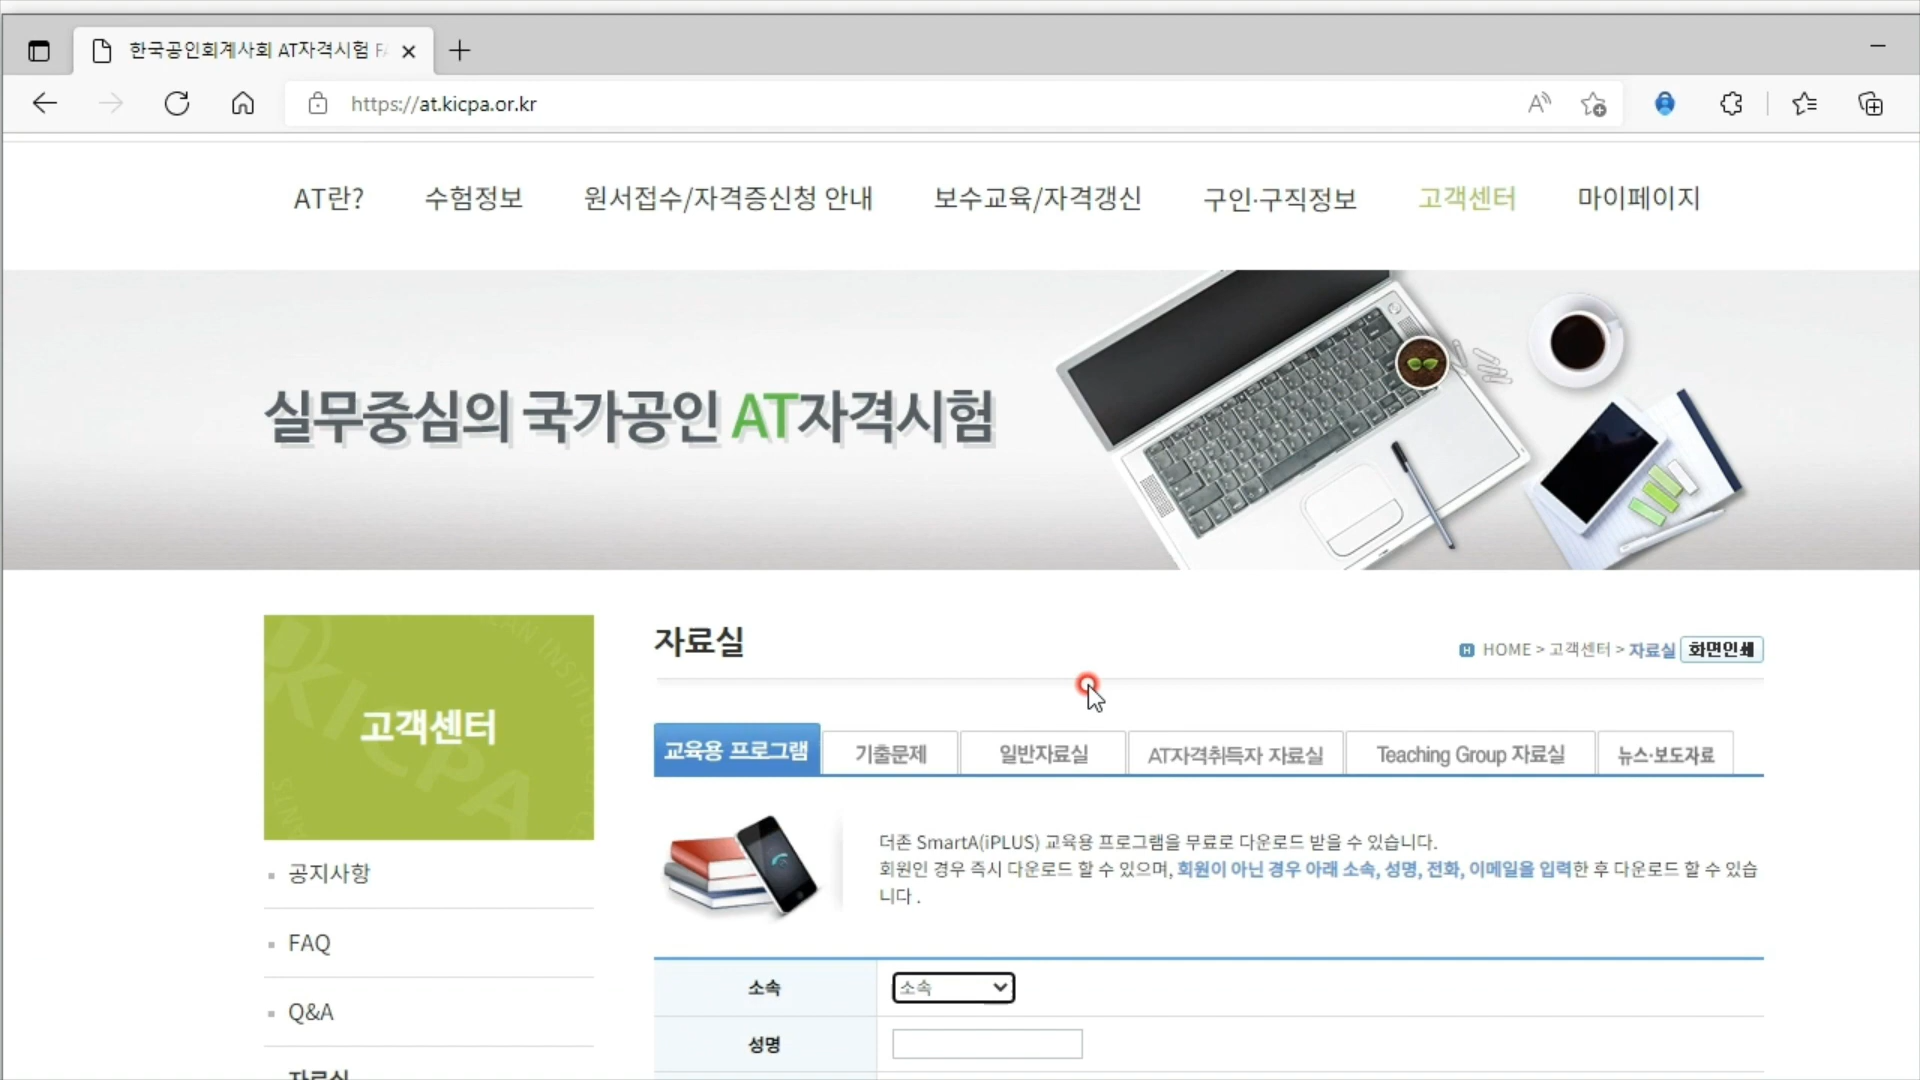 한국공인회계사회 AT자격시험 FA
https://at.kicpa.or.kr
AT란?
수험정보
원서접수/자격증신청 안내
보수교육/자격갱신
구인·구직정보
고객센터
마이페이지
실무중심의 국가공인 AT자격시험
고객센터
KICPA
자료실
HOME > 고객센터 > 자료실
화면인쇄
교육용 프로그램
기출문제
일반자료실
AT자격취득자 자료실
Teaching Group 자료실
뉴스·보도자료
더존 SmartA(iPLUS) 교육용 프로그램을 무료로 다운로드 받을 수 있습니다.
회원인 경우 즉시 다운로드 할 수 있으며, 회원이 아닌 경우 아래 소속, 성명, 전화, 이메일을 입력한 후 다운로드 할 수 있습
니다 .
공지사항
FAQ
Q&A
자료실
소속
소속
성명